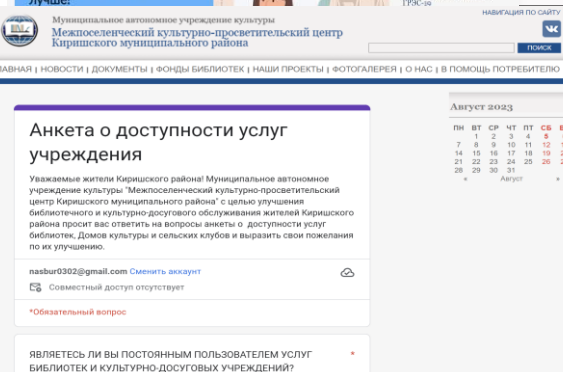 лучше!
ГРЭС-19
НАВИГАЦИЯ ПО САЙТУ
Муниципальное автономное учреждение культуры
Межпоселенческий культурно-просветительский центр
Киришского муниципального района
ПОИСК
ЛАВНАЯ | НОВОСТИ | ДОКУМЕНТЫ | ФОНДЫ БИБЛИОТЕК | НАШИ ПРОЕКТЫ | ФОТОГАЛЕРЕЯ | О НАС | В ПОМОЩЬ ПОТРЕБИТЕЛЮ
Анкета о доступности услуг
учреждения
Уважаемые жители Киришского района! Муниципальное автономное
учреждение культуры "Межпоселенческий культурно-просветительский
центр Киришского муниципального района" с целью улучшения
библиотечного и культурно-досугового обслуживания жителей Киришского
района просит вас ответить на вопросы анкеты о доступности услуг
библиотек, Домов культуры и сельских клубов и выразить свои пожелания
по их улучшению.
nasbur0302@gmail.com Сменить аккаунт
Совместный доступ отсутствует
*Обязательный вопрос
ЯВЛЯЕТЕСЬ ЛИ ВЫ ПОСТОЯННЫМ ПОЛЬЗОВАТЕЛЕМ УСЛУГ *
БИБЛИОТЕК И КУЛЬТУРНО-ДОСУГОВЫХ УЧРЕЖДЕНИЙ?
Август 2023
ПН ВТ СР ЧТ ПТ СБ
1 2 3 4 5
7 8 9 10 11 12
14 15 16 17 18 19
21 22 23 24 25 26
28 29 30 31
« Август »